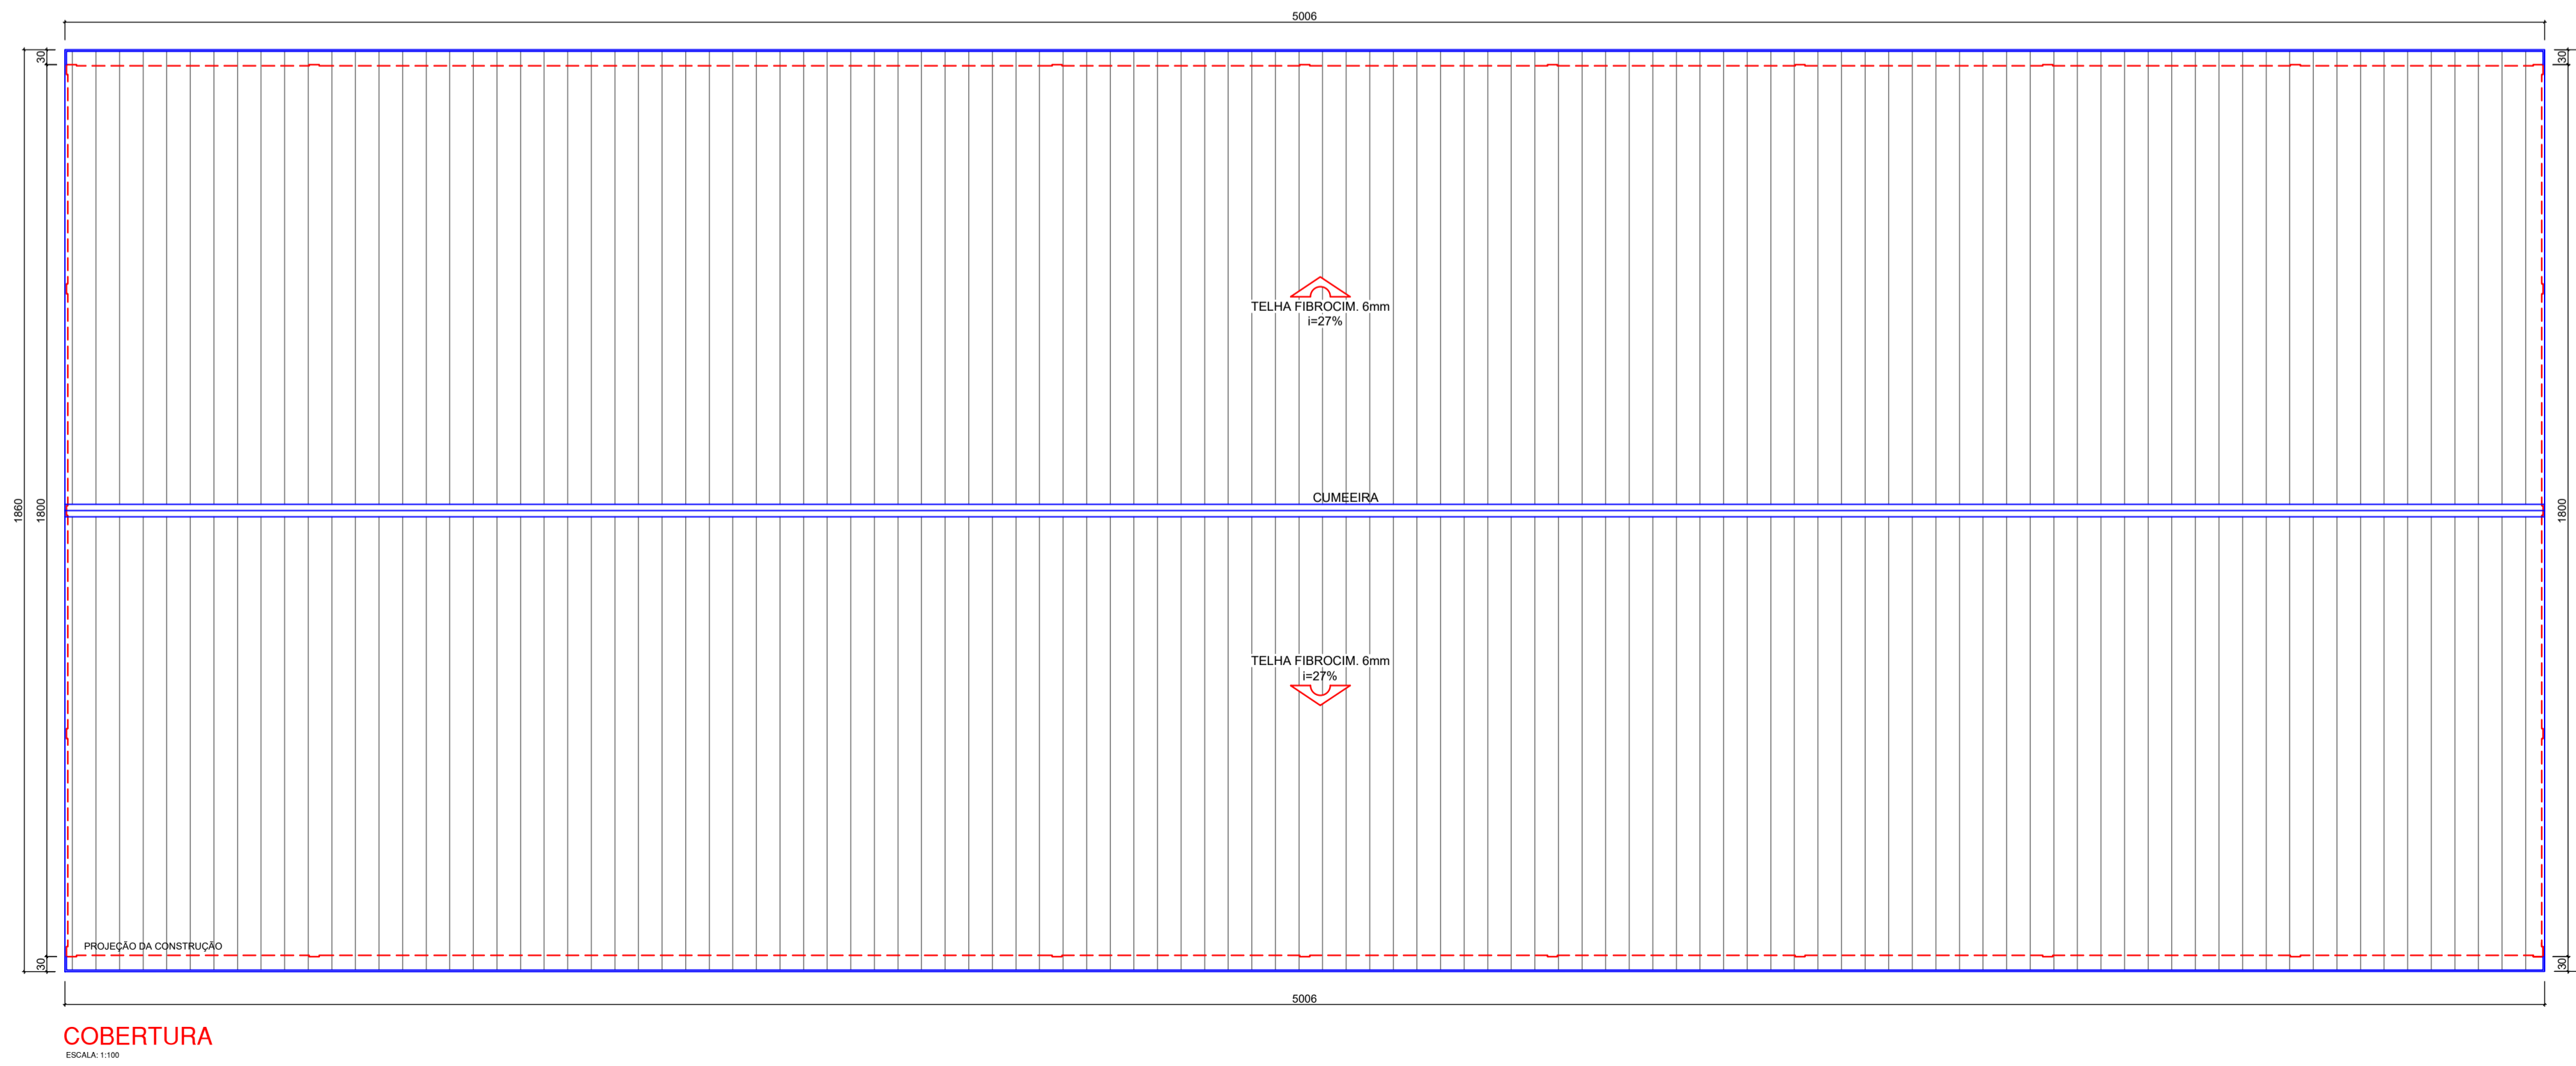 5006
30
30
TELHA FIBROCIM. 6mm
i=27%
CUMEEIRA
1860
1800
1800
TELHA FIBROCIM. 6mm
i=27%
PROJEÇÃO DA CONSTRUÇÃO
30
30
5006
COBERTURA
ESCALA: 1:100